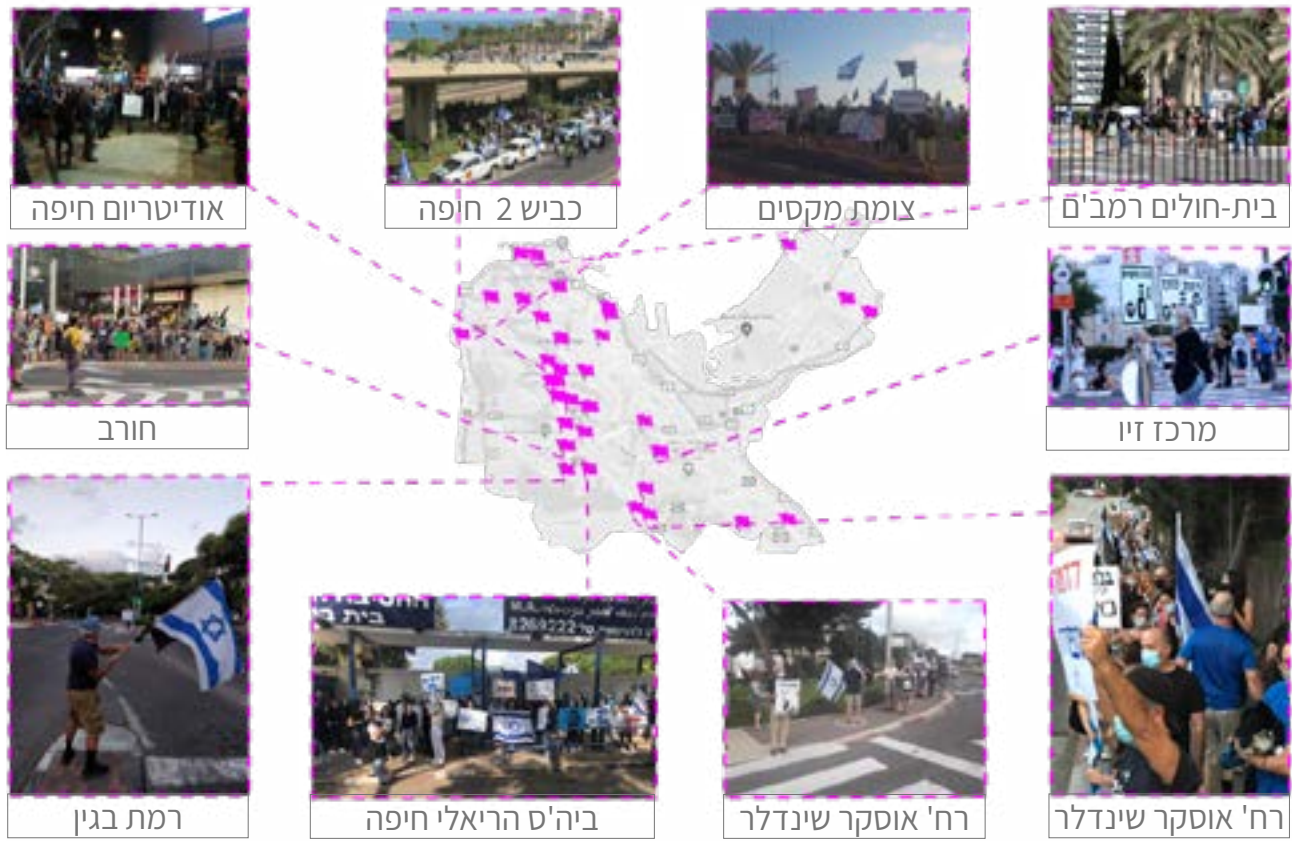 בית-חולים רמב'ם
צומת מקסים
כביש 2 חיפה
אודיטריום חיפה
מרכז זיו
חורב
רח' אוסקר שינדלר
רח' אוסקר שינדלר
ביה'ס הריאלי חיפה
רמת בגין